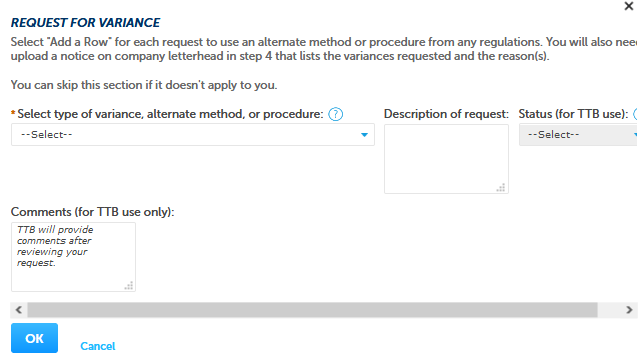 REQUEST FOR VARIANCE
Select "Add a Row" for each request to use an alternate method or procedure from any regulations. You will also nee
upload a notice on company letterhead in step 4 that lists the variances requested and the reason(s).
You can skip this section if it doesn't apply to you.
* Select type of variance, alternate method, or procedure: ? Description of request: Status (for TTB use):
--Select-- --Select--
Comments (for TTB use only):
TTB will provide
comments after
reviewing your
request.
OK Cancel